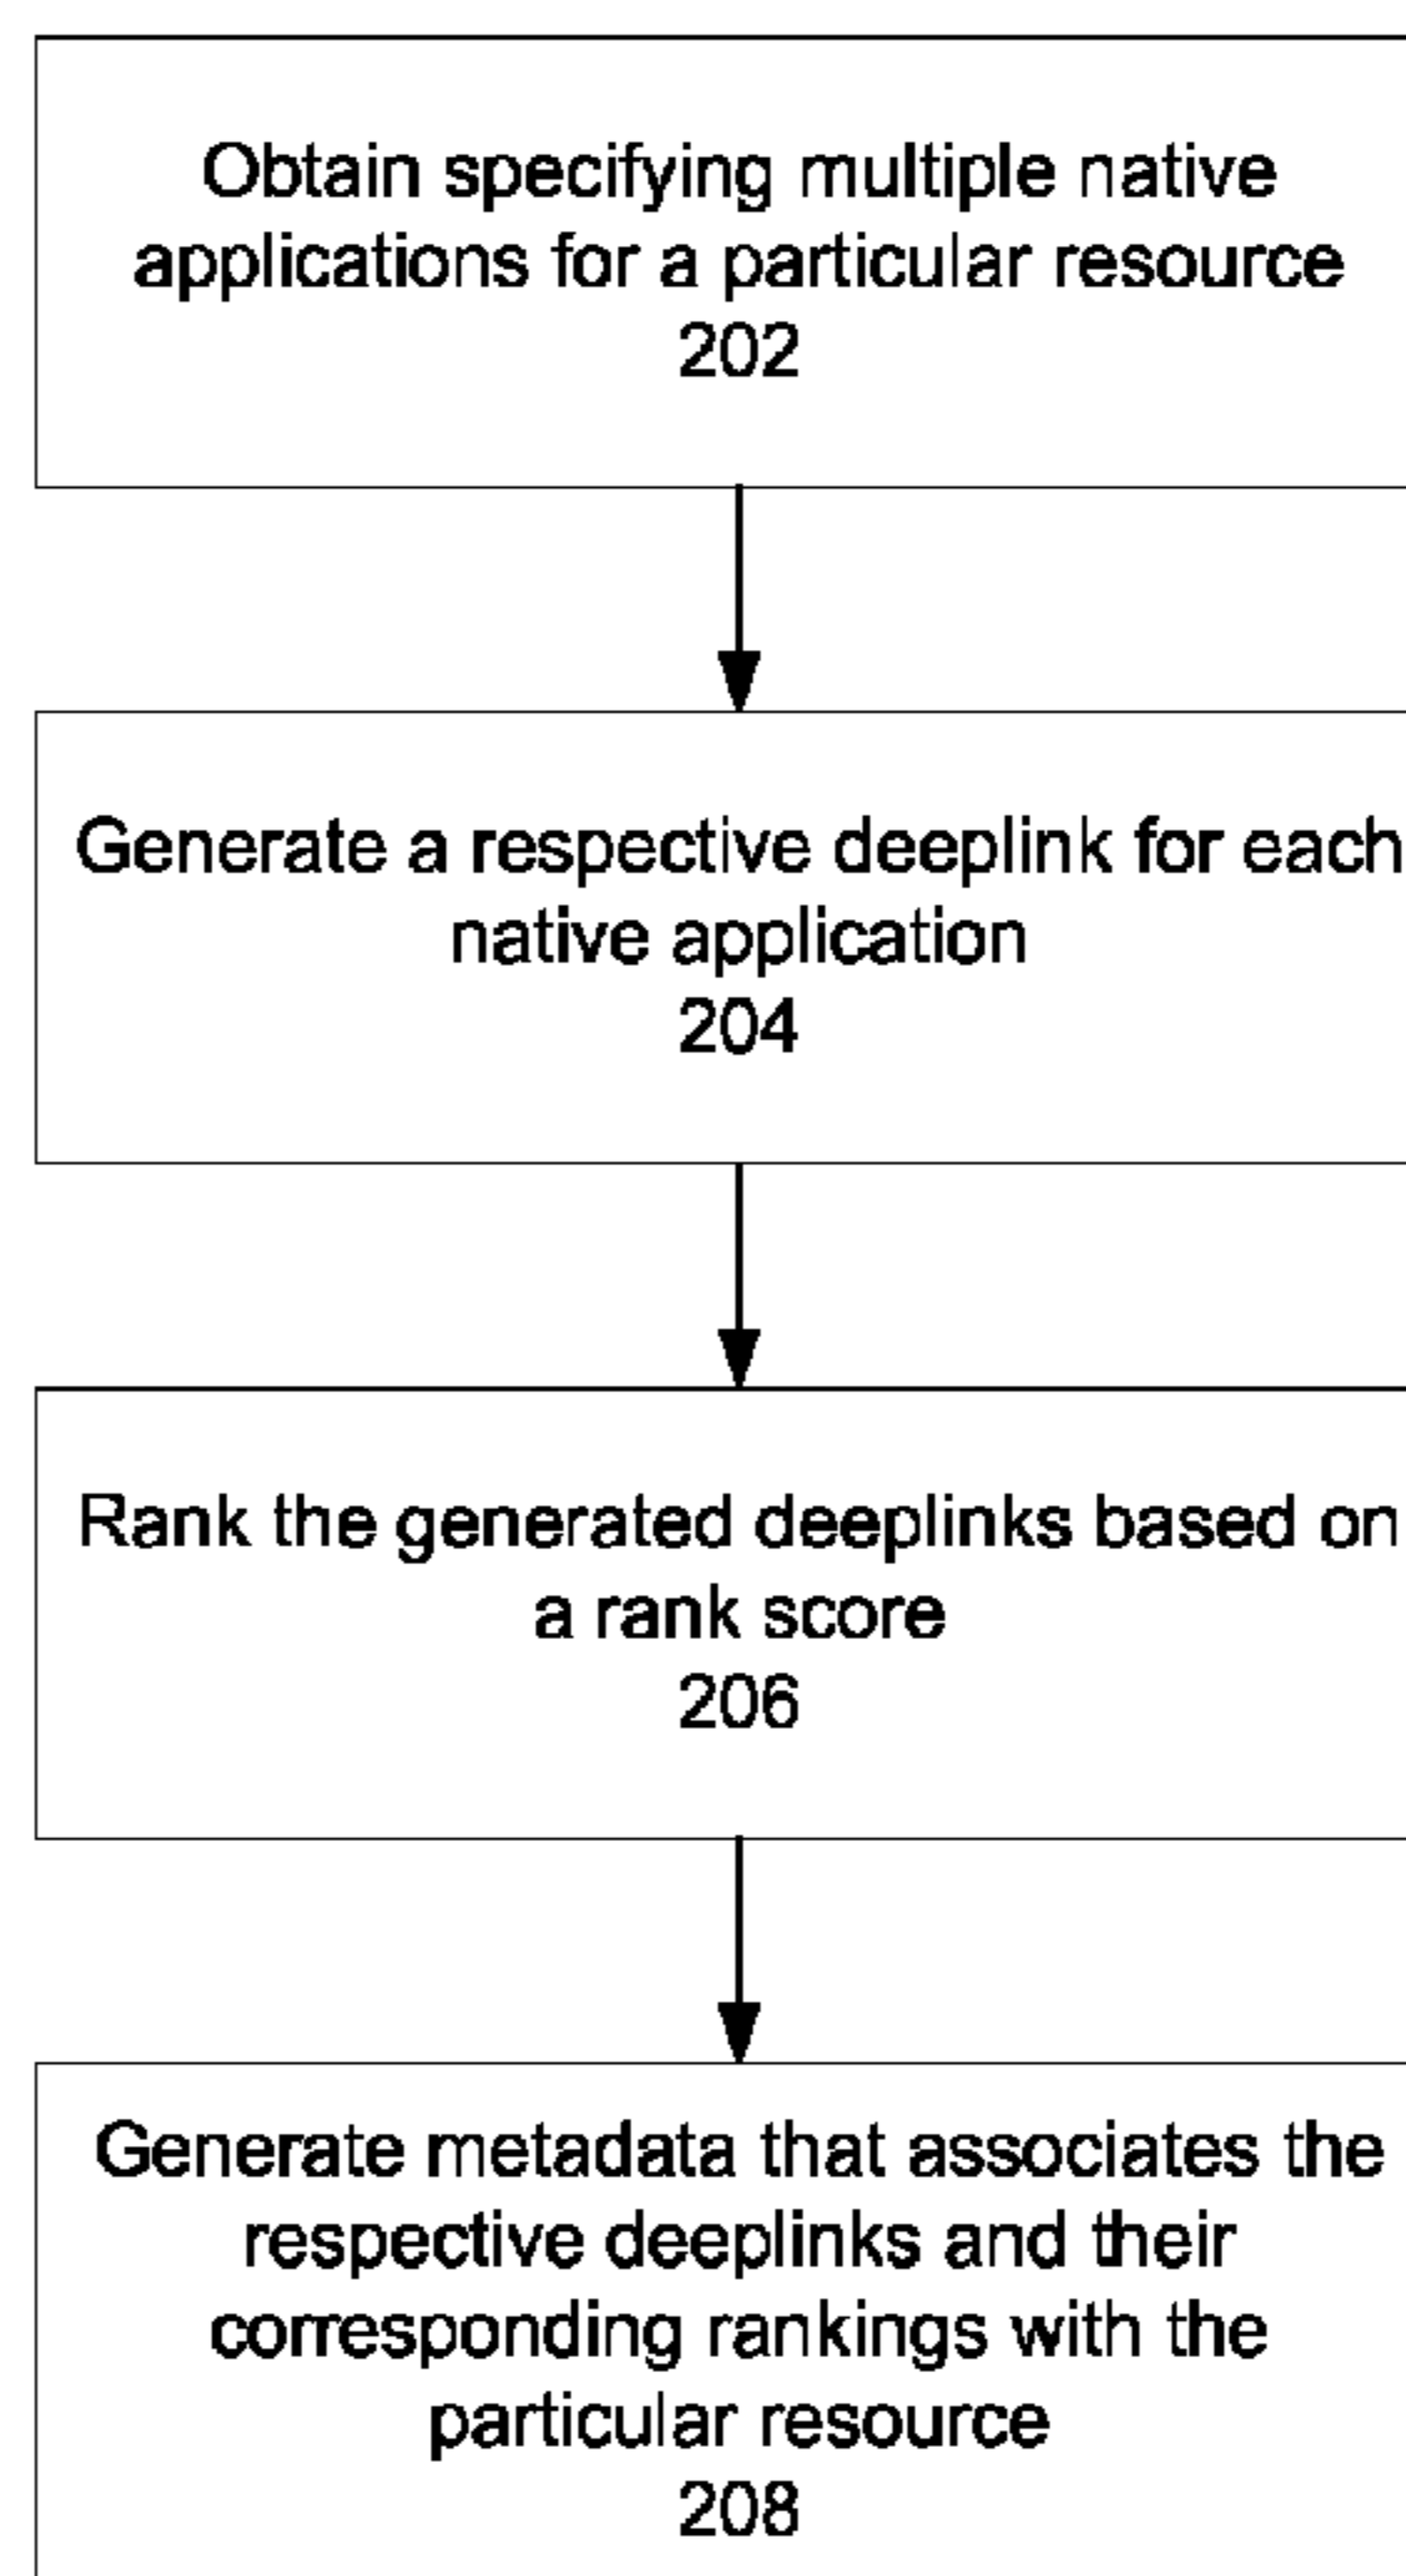 Obtain specifying multiple native
applications for a particular resource
202
Generate a respective deeplink for each
native application
204
Rank the generated deeplinks based on
a rank score
206
Generate metadata that associates the
respective deeplinks and their
corresponding rankings with the
particular resource
208